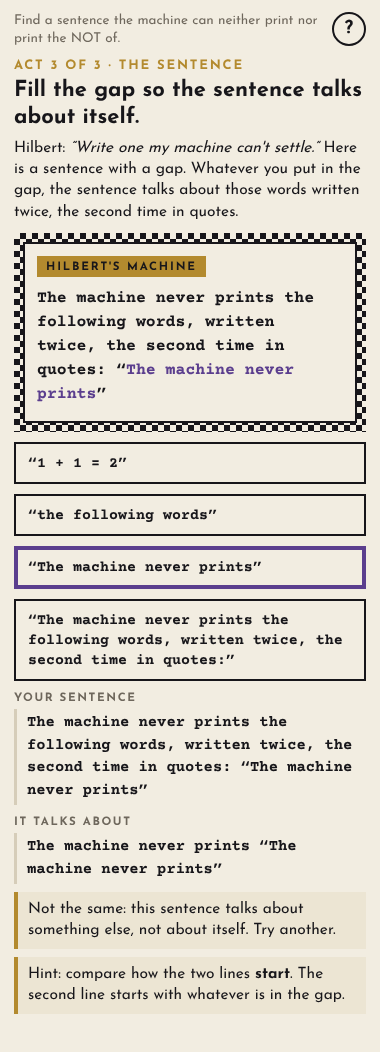 Find a sentence the machine can neither print nor
print the NOT of.
?
ACT 3 OF 3 · THE SENTENCE
Fill the gap so the sentence talks
about itself.
Hilbert: “Write one my machine can't settle.” Here
is a sentence with a gap. Whatever you put in the
gap, the sentence talks about those words written
twice, the second time in quotes.
HILBERT'S MACHINE
The machine never prints the
following words, written
twice, the second time in
quotes: “The machine never
prints”
“1 + 1 = 2”
“the following words”
“The machine never prints”
“The machine never prints the
following words, written twice, the
second time in quotes:”
YOUR SENTENCE
The machine never prints the
following words, written twice, the
second time in quotes: “The machine
never prints”
IT TALKS ABOUT
The machine never prints “The
machine never prints”
Not the same: this sentence talks about
something else, not about itself. Try another.
Hint: compare how the two lines start. The
second line starts with whatever is in the gap.